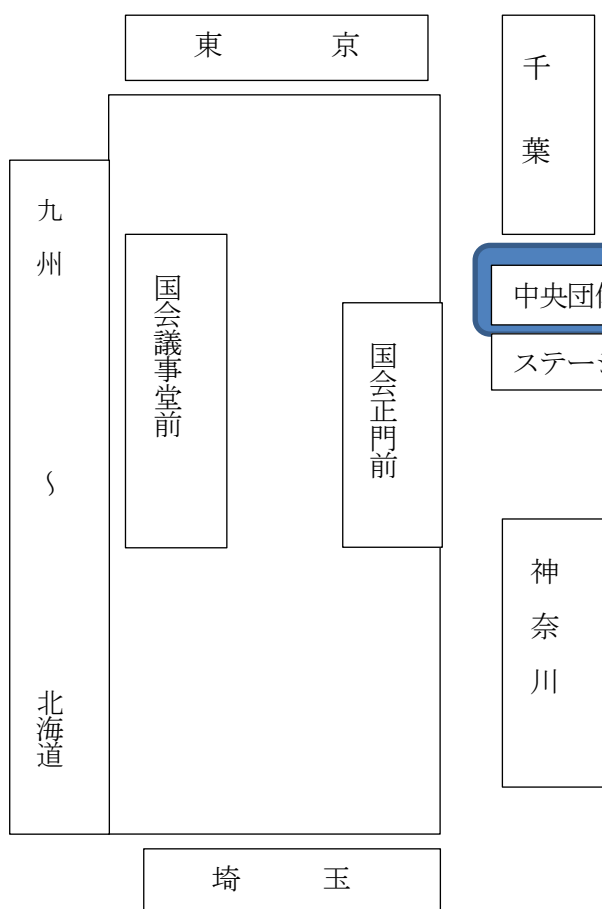 東 京
千葉
九州
~
北海道
国会議事堂前
国会正門前
中央団
ステー
神奈川
埼 玉